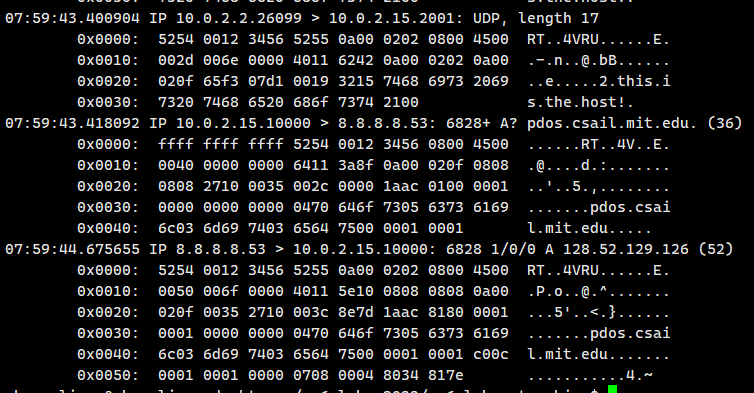 07:59:43.400904 IP 10.0.2.2.26099 > 10.0.2.15.2001: UDP, length 17
0x0000: 5254 0012 3456 5255 0a00 0202 0800 4500 RT..4VRU......E.
0x0010: 002d 006e 0000 4011 6242 0a00 0202 0a00 .-.n..@.bB......
0x0020: 020f 65f3 07d1 0019 3215 7468 6973 2069 ..e.....2.this.i
0x0030: 7320 7468 6520 686f 7374 2100 s.the.host!.
07:59:43.418092 IP 10.0.2.15.10000 > 8.8.8.8.53: 6828+ A? pdos.csail.mit.edu. (36)
0x0000: ffff ffff ffff 5254 0012 3456 0800 4500 ......RT..4V..E.
0x0010: 0040 0000 0000 6411 3a8f 0a00 020f 0808 .@....d.:.......
0x0020: 0808 2710 0035 002c 0000 1aac 0100 0001 ..'..5.,........
0x0030: 0000 0000 0000 0470 646f 7305 6373 6169 .......pdos.csai
0x0040: 6c03 6d69 7403 6564 7500 0001 0001 l.mit.edu.....
07:59:44.675655 IP 8.8.8.8.53 > 10.0.2.15.10000: 6828 1/0/0 A 128.52.129.126 (52)
0x0000: 5254 0012 3456 5255 0a00 0202 0800 4500 RT..4VRU......E.
0x0010: 0050 006f 0000 4011 5e10 0808 0808 0a00 .P.o..@.^.......
0x0020: 020f 0035 2710 003c 8e7d 1aac 8180 0001 ...5'..<.}......
0x0030: 0001 0000 0000 0470 646f 7305 6373 6169 .......pdos.csai
0x0040: 6c03 6d69 7403 6564 7500 0001 0001 c00c l.mit.edu.......
0x0050: 0001 0001 0000 0708 0004 8034 817e ...........4.~